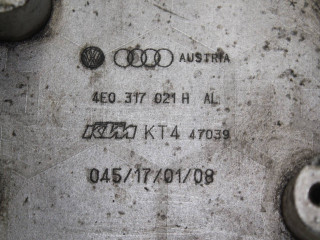 AUSTRIA
4E0 317 021 H AL
KTM KT4 47039
045/17/01/08